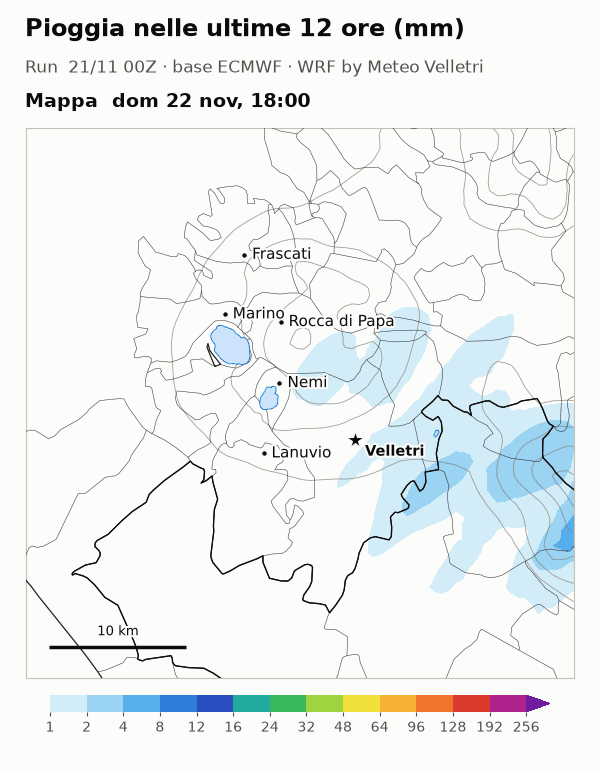 Pioggia nelle ultime 12 ore (mm)
Run  21/11 00Z · base ECMWF · WRF by Meteo Velletri
Mappa  dom 22 nov, 18:00
Frascati
Marino
Rocca di Papa
Nemi
Velletri
Lanuvio
10 km
1 2 4 8 12 16 24 32 48 64 96 128 192 256